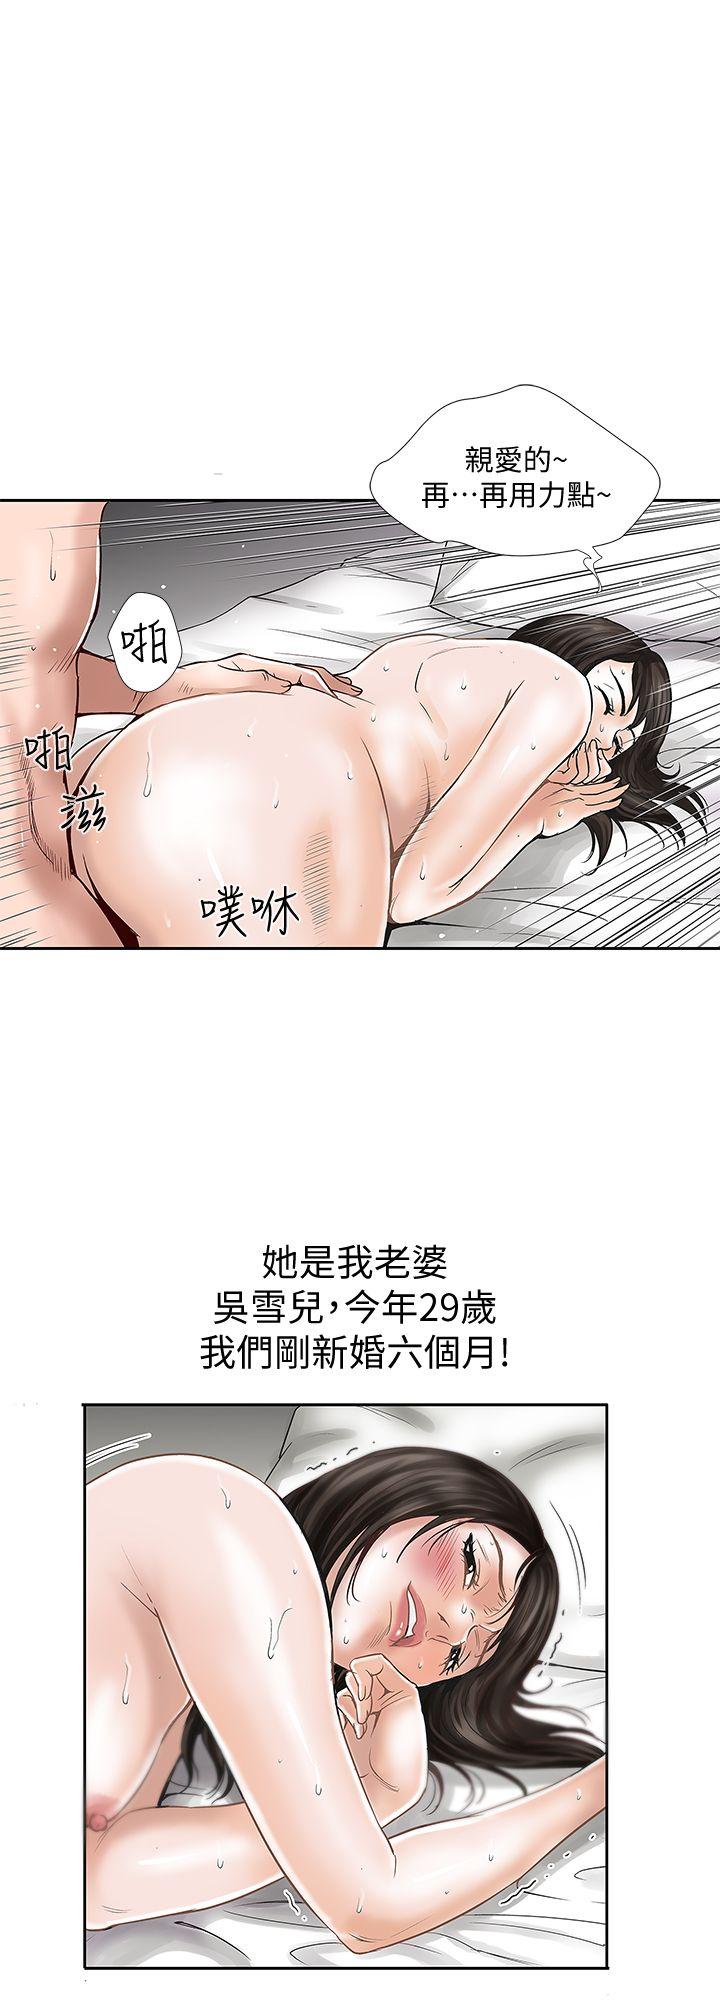 親愛的~
再…再用力點~
啪
啪
滋
噗咻
她是我老婆
吳雪兒,今年29歲
我們剛新婚六個月!